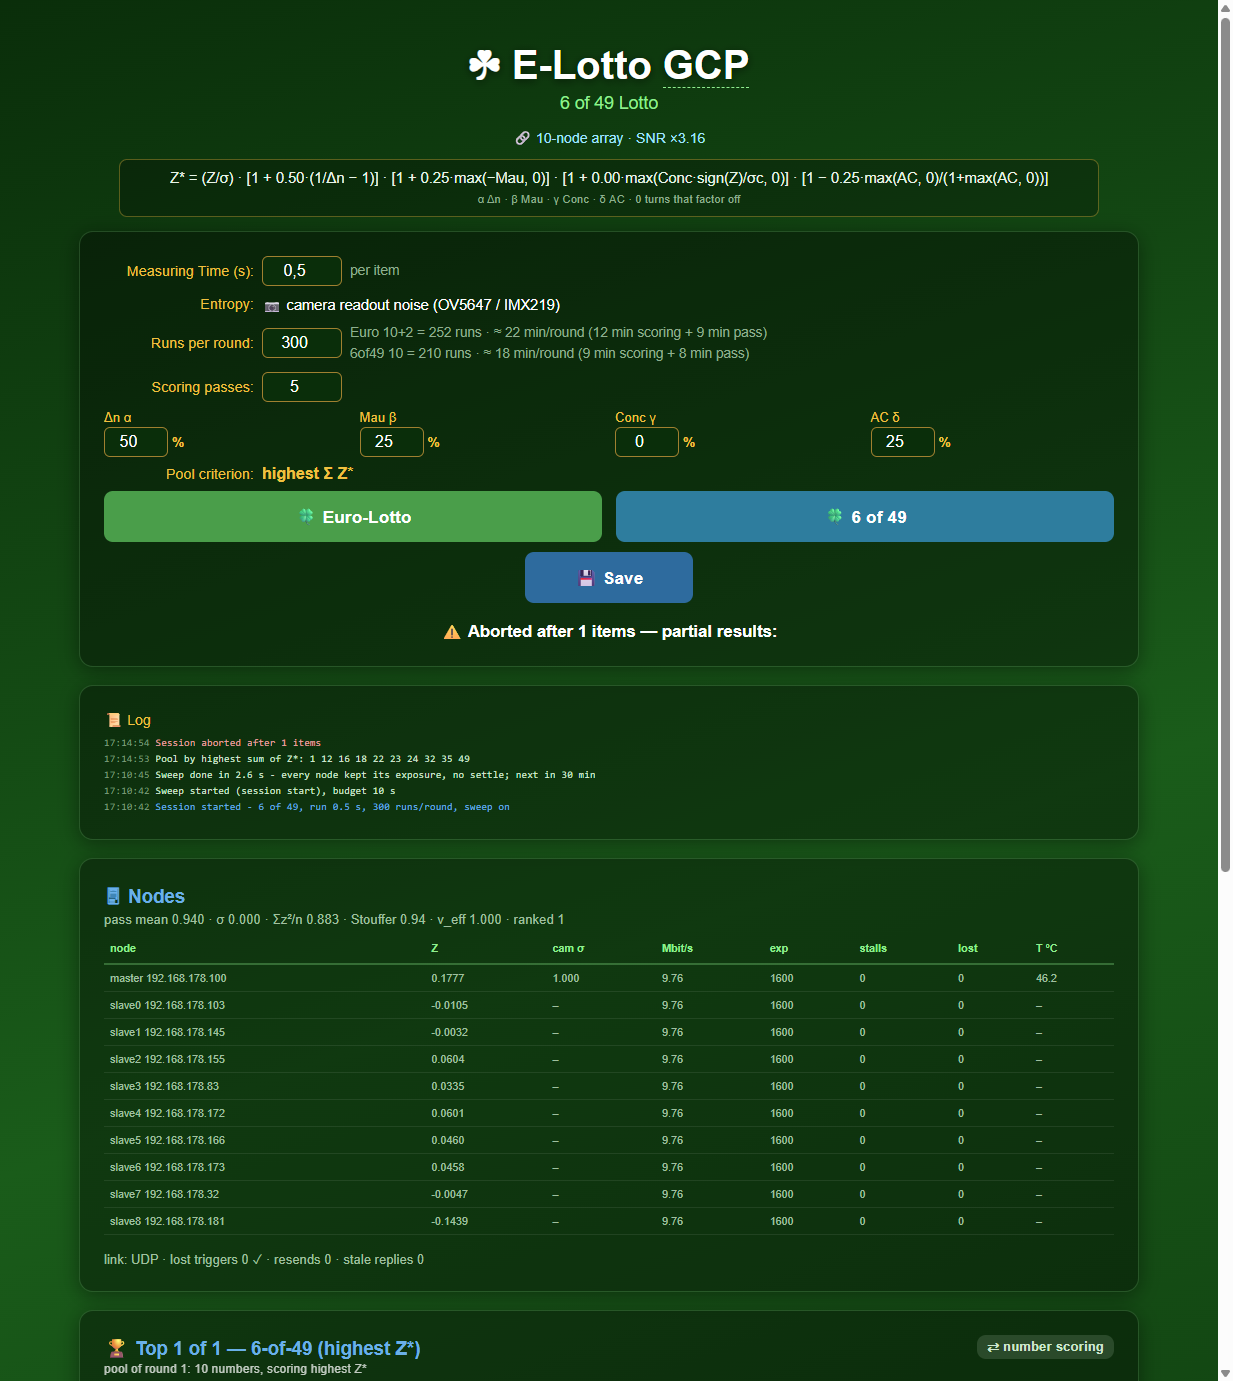 ☘ E-Lotto GCP
6 of 49 Lotto
🔗 10-node array · SNR ×3.16
Z* = (Z/σ) · [1 + 0.50·(1/Δn − 1)] · [1 + 0.25·max(−Mau, 0)] · [1 + 0.00·max(Conc·sign(Z)/σc, 0)] · [1 − 0.25·max(AC, 0)/(1+max(AC, 0))]
α Δn · β Mau · γ Conc · δ AC · 0 turns that factor off
Measuring Time (s): 0,5 per item
Entropy: 📷 camera readout noise (OV5647 / IMX219)
Runs per round: 300
Euro 10+2 = 252 runs · ≈ 22 min/round (12 min scoring + 9 min pass)
6of49 10 = 210 runs · ≈ 18 min/round (9 min scoring + 8 min pass)
Scoring passes: 5
Δn α Mau β Conc γ AC δ
50 % 25 % 0 % 25 %
Pool criterion: highest Σ Z*
🍀 Euro-Lotto 🍀 6 of 49
💾 Save
⚠ Aborted after 1 items — partial results:
📜 Log
17:14:54 Session aborted after 1 items
17:14:53 Pool by highest sum of Z*: 1 12 16 18 22 23 24 32 35 49
17:10:45 Sweep done in 2.6 s - every node kept its exposure, no settle; next in 30 min
17:10:42 Sweep started (session start), budget 10 s
17:10:42 Session started - 6 of 49, run 0.5 s, 300 runs/round, sweep on
Nodes
pass mean 0.940 · σ 0.000 · Σz²/n 0.883 · Stouffer 0.94 · v_eff 1.000 · ranked 1
node Z cam σ Mbit/s exp stalls lost T °C
master 192.168.178.100 0.1777 1.000 9.76 1600 0 0 46.2
slave0 192.168.178.103 -0.0105 – 9.76 1600 0 0 –
slave1 192.168.178.145 -0.0032 – 9.76 1600 0 0 –
slave2 192.168.178.155 0.0604 – 9.76 1600 0 0 –
slave3 192.168.178.83 0.0335 – 9.76 1600 0 0 –
slave4 192.168.178.172 0.0601 – 9.76 1600 0 0 –
slave5 192.168.178.166 0.0460 – 9.76 1600 0 0 –
slave6 192.168.178.173 0.0458 – 9.76 1600 0 0 –
slave7 192.168.178.32 -0.0047 – 9.76 1600 0 0 –
slave8 192.168.178.181 -0.1439 – 9.76 1600 0 0 –
link: UDP · lost triggers 0 ✓ · resends 0 · stale replies 0
🏆 Top 1 of 1 — 6-of-49 (highest Z*) ⇄ number scoring
pool of round 1: 10 numbers, scoring highest Z*